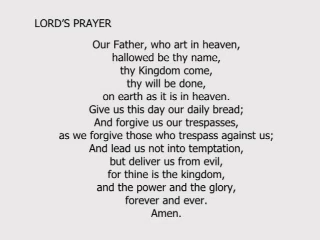 LORD'S PRAYER
Our Father, who art in heaven,
hallowed be thy name,
thy Kingdom come,
thy will be done,
on earth as it is in heaven.
Give us this day our daily bread;
And forgive us our trespasses,
as we forgive those who trespass against us;
And lead us not into temptation,
but deliver us from evil,
for thine is the kingdom,
and the power and the glory,
forever and ever.
Amen.